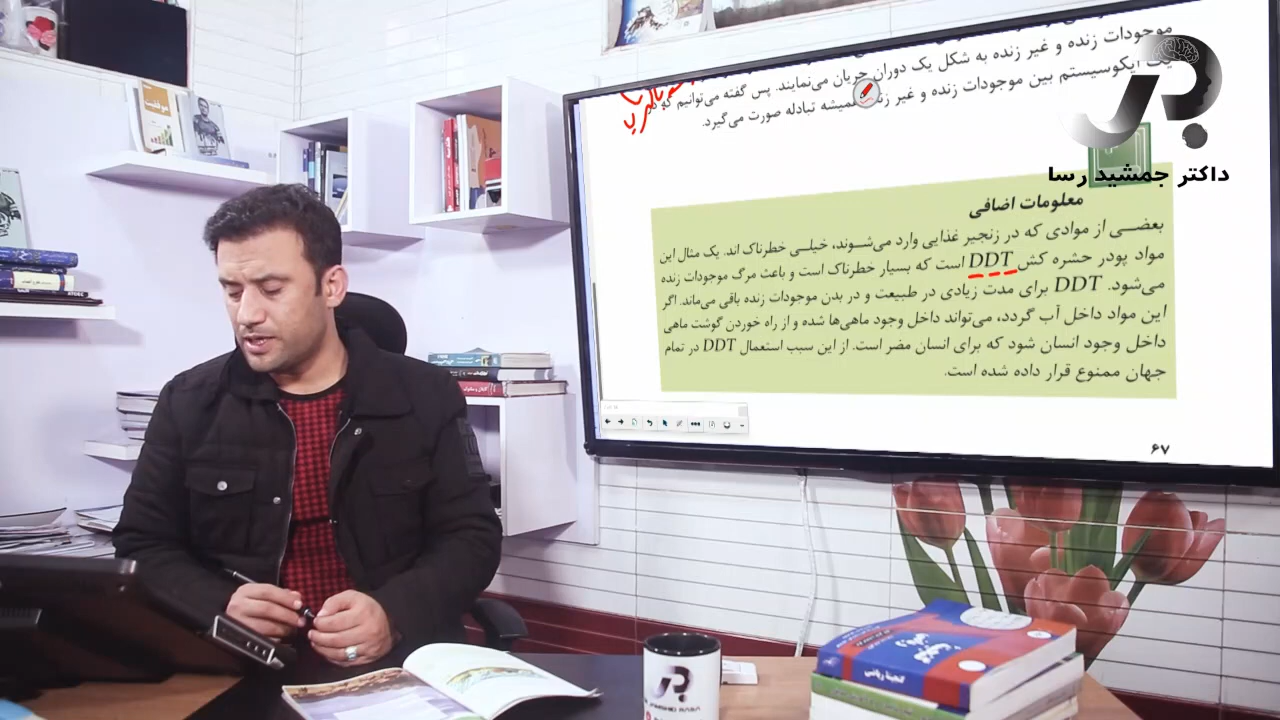 موجودات زنده و غیر زنده به شکل یک دوران جریان می‌نمایند. پس گفته می‌توانیم که در
یک ایکوسیستم بین موجودات زنده و غیر زنده همیشه تبادله صورت می‌گیرد.
داکتر جمشید رسا
معلومات اضافی
بعضی از موادی که در زنجیر غذایی وارد می‌شوند، خیلی خطرناک اند. یک مثال این
مواد پودر حشره کش DDT است که بسیار خطرناک است و باعث مرگ موجودات زنده
می‌شود. DDT برای مدت زیادی در طبیعت و در بدن موجودات زنده باقی می‌ماند. اگر
این مواد داخل آب گردد، می‌تواند داخل وجود ماهی‌ها شده و از راه خوردن گوشت ماهی
داخل وجود انسان شود که برای انسان مضر است. از این سبب استعمال DDT در تمام
جهان ممنوع قرار داده شده است.
۶۷